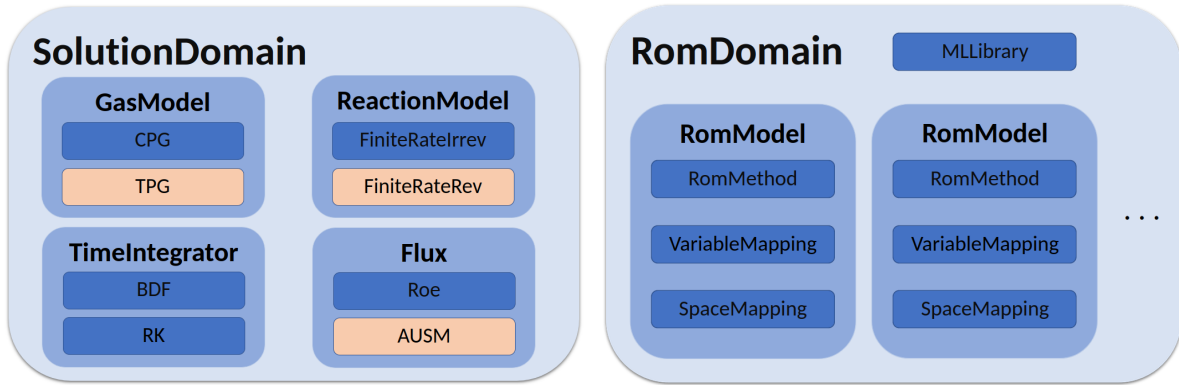 SolutionDomain
GasModel
CPG
TPG
ReactionModel
FiniteRateIrrev
FiniteRateRev
TimeIntegrator
BDF
RK
Flux
Roe
AUSM
RomDomain
MLLibrary
RomModel
RomMethod
VariableMapping
SpaceMapping
RomModel
RomMethod
VariableMapping
SpaceMapping
...